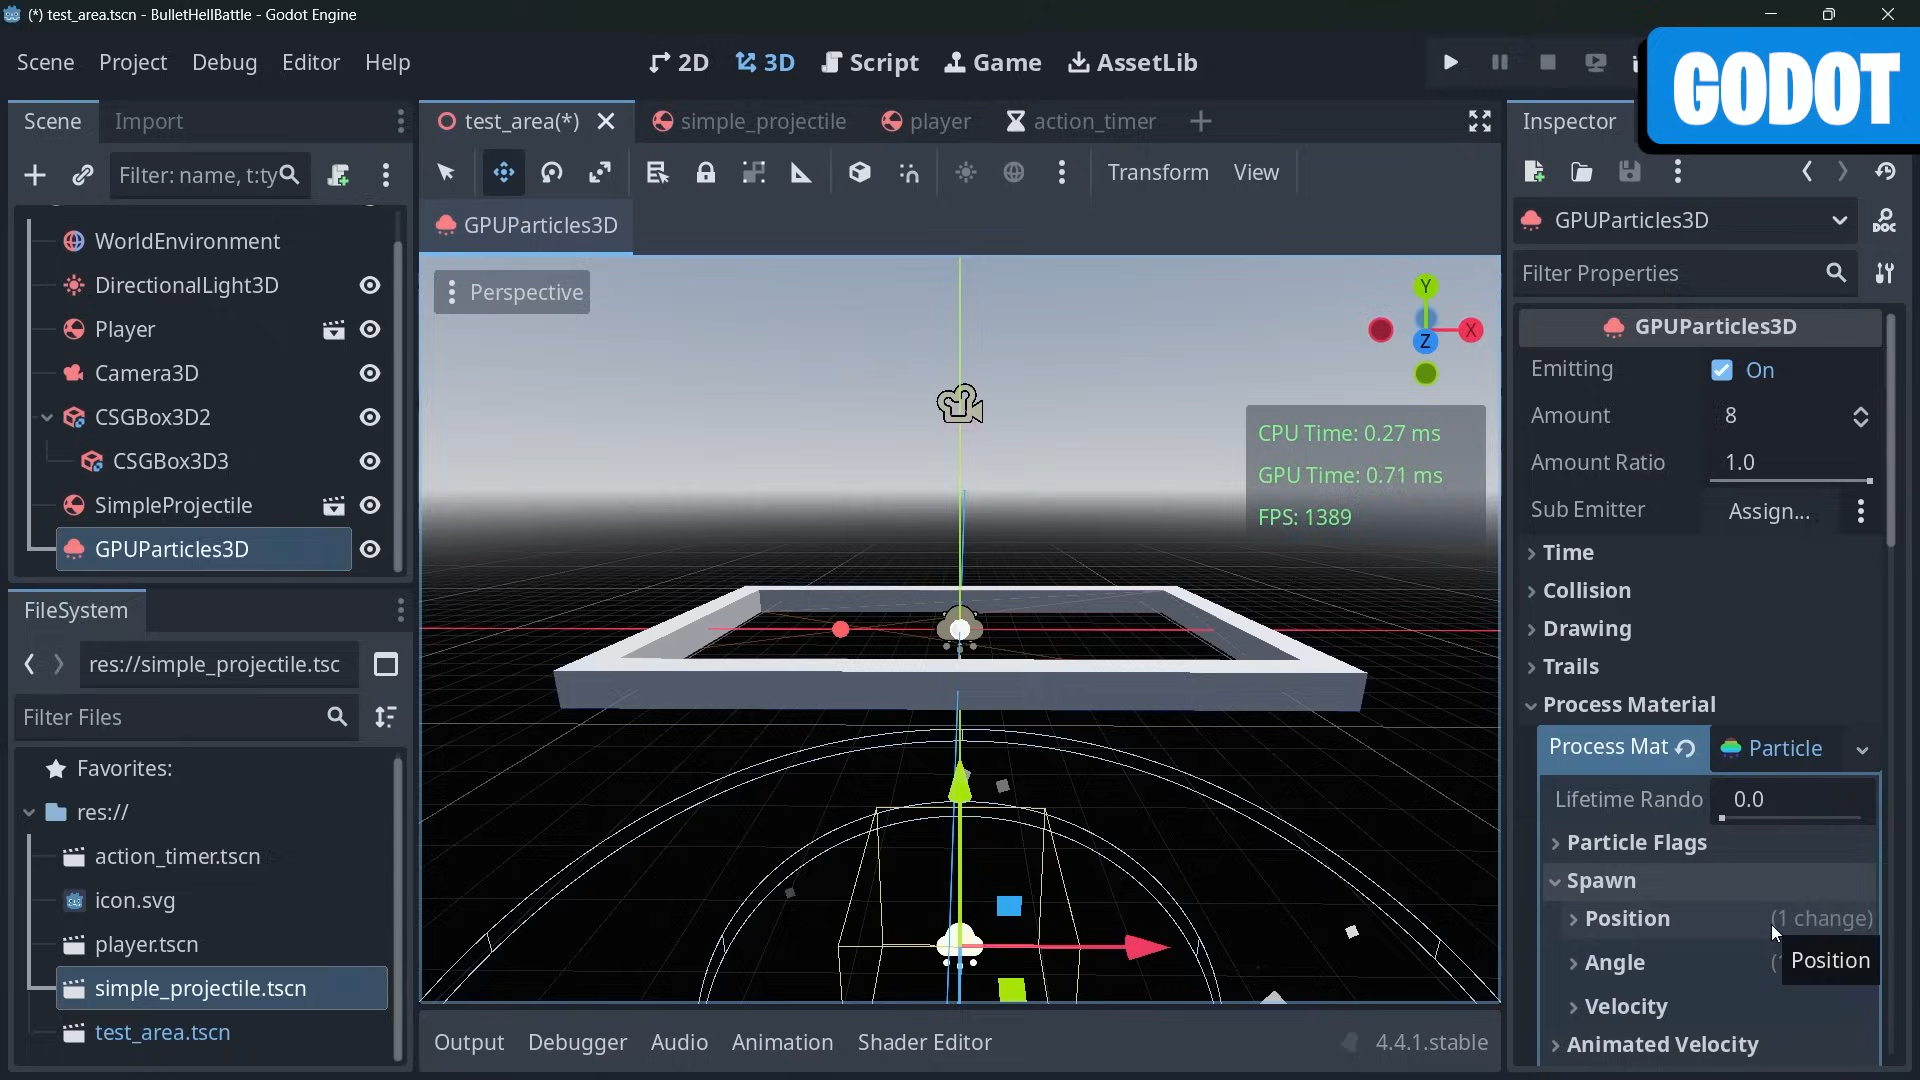 (*) test_area.tscn - BulletHellBattle - Godot Engine
Scene Project Debug Editor Help
2D 3D Script Game AssetLib
GODOT
Scene Import
Filter: name, t:ty
WorldEnvironment
DirectionalLight3D
Player
Camera3D
CSGBox3D2
CSGBox3D3
SimpleProjectile
GPUParticles3D
FileSystem
res://simple_projectile.tsc
Filter Files
Favorites:
res://
action_timer.tscn
icon.svg
player.tscn
simple_projectile.tscn
test_area.tscn
test_area(*) simple_projectile player action_timer
Transform View
GPUParticles3D
Perspective
Y
X
Z
CPU Time: 0.27 ms
GPU Time: 0.71 ms
FPS: 1389
Output Debugger Audio Animation Shader Editor 4.4.1.stable
Inspector
GPUParticles3D
DOC
Filter Properties
GPUParticles3D
Emitting On
Amount 8
Amount Ratio 1.0
Sub Emitter Assign...
Time
Collision
Drawing
Trails
Process Material
Process Mat Particle
Lifetime Rando 0.0
Particle Flags
Spawn
Position (1 change)
Angle (
Position
Velocity
Animated Velocity